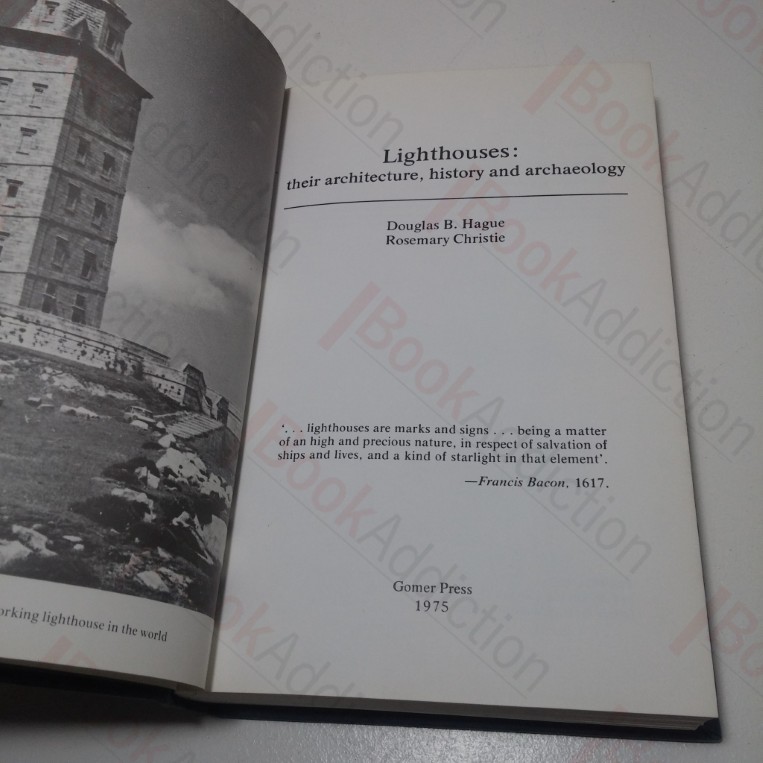 orking lighthouse in the world
Lighthouses:
their architecture, history and archaeology
Douglas B. Hague
Rosemary Christie
‘. . . lighthouses are marks and signs . . . being a matter
of an high and precious nature, in respect of salvation of
ships and lives, and a kind of starlight in that element’.
—Francis Bacon, 1617.
Gomer Press
1975
BookAddiction